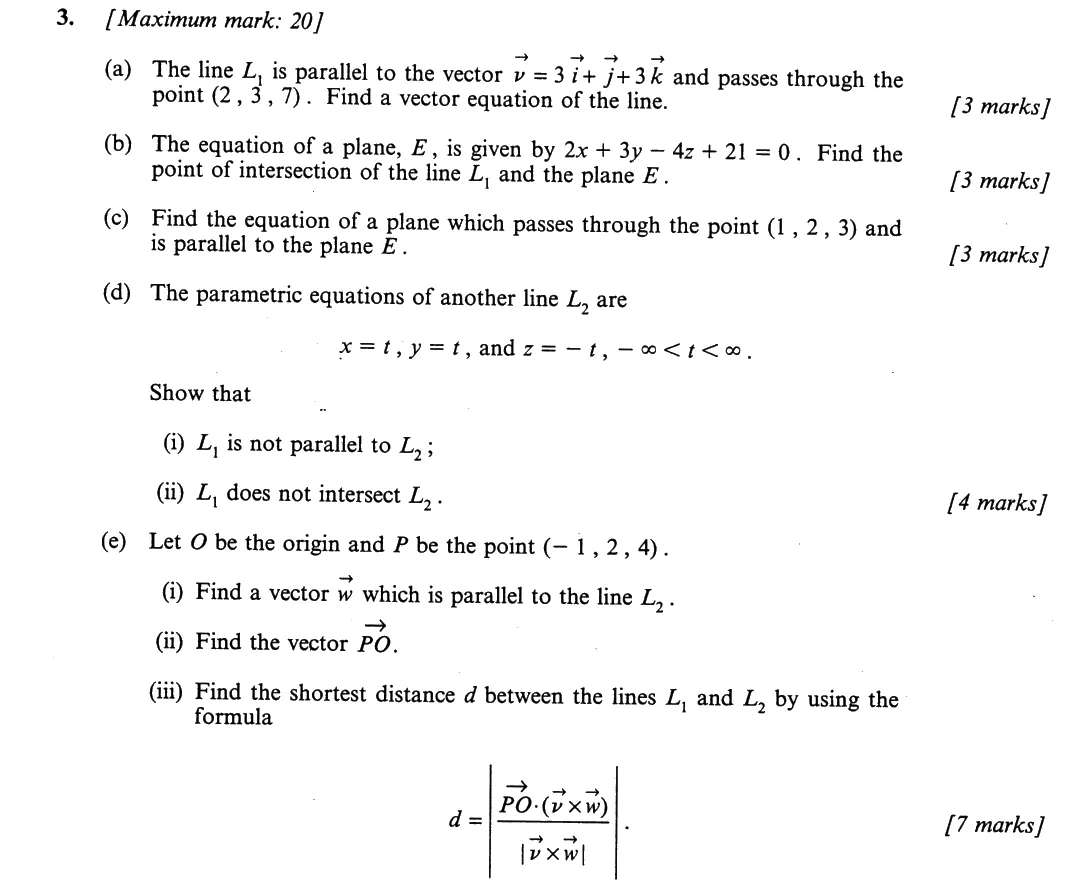 3. [Maximum mark: 20]
(a) The line L₁ is parallel to the vector v⃗ = 3 i⃗ + j⃗ + 3 k⃗ and passes through the
point (2 , 3 , 7) . Find a vector equation of the line. [3 marks]
(b) The equation of a plane, E , is given by 2x + 3y − 4z + 21 = 0 . Find the
point of intersection of the line L₁ and the plane E . [3 marks]
(c) Find the equation of a plane which passes through the point (1 , 2 , 3) and
is parallel to the plane E . [3 marks]
(d) The parametric equations of another line L₂ are
x = t , y = t , and z = − t , − ∞ < t < ∞ .
Show that
(i) L₁ is not parallel to L₂ ;
(ii) L₁ does not intersect L₂ . [4 marks]
(e) Let O be the origin and P be the point (− 1 , 2 , 4) .
(i) Find a vector w⃗ which is parallel to the line L₂ .
(ii) Find the vector PO⃗.
(iii) Find the shortest distance d between the lines L₁ and L₂ by using the
formula
d = | PO⃗·(v⃗ × w⃗) / |v⃗ × w⃗| | . [7 marks]